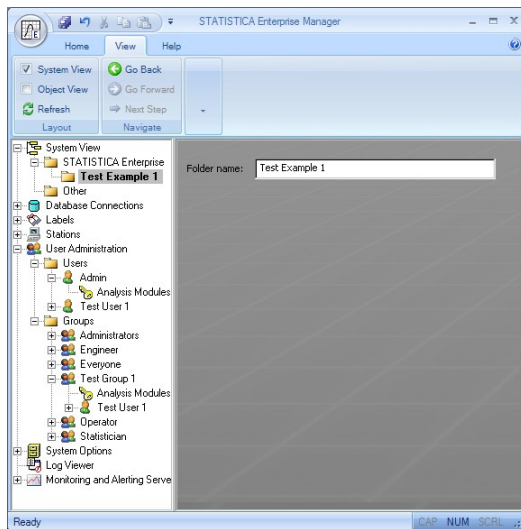 STATISTICA Enterprise Manager
Home View Help
System View
Object View
Refresh
Layout
Go Back
Go Forward
Next Step
Navigate
System View
STATISTICA Enterprise
Test Example 1
Other
Database Connections
Labels
Stations
User Administration
Users
Admin
Analysis Modules
Test User 1
Groups
Administrators
Engineer
Everyone
Test Group 1
Analysis Modules
Test User 1
Operator
Statistician
System Options
Log Viewer
Monitoring and Alerting Serve
Folder name: Test Example 1
Ready
CAP NUM SCRL